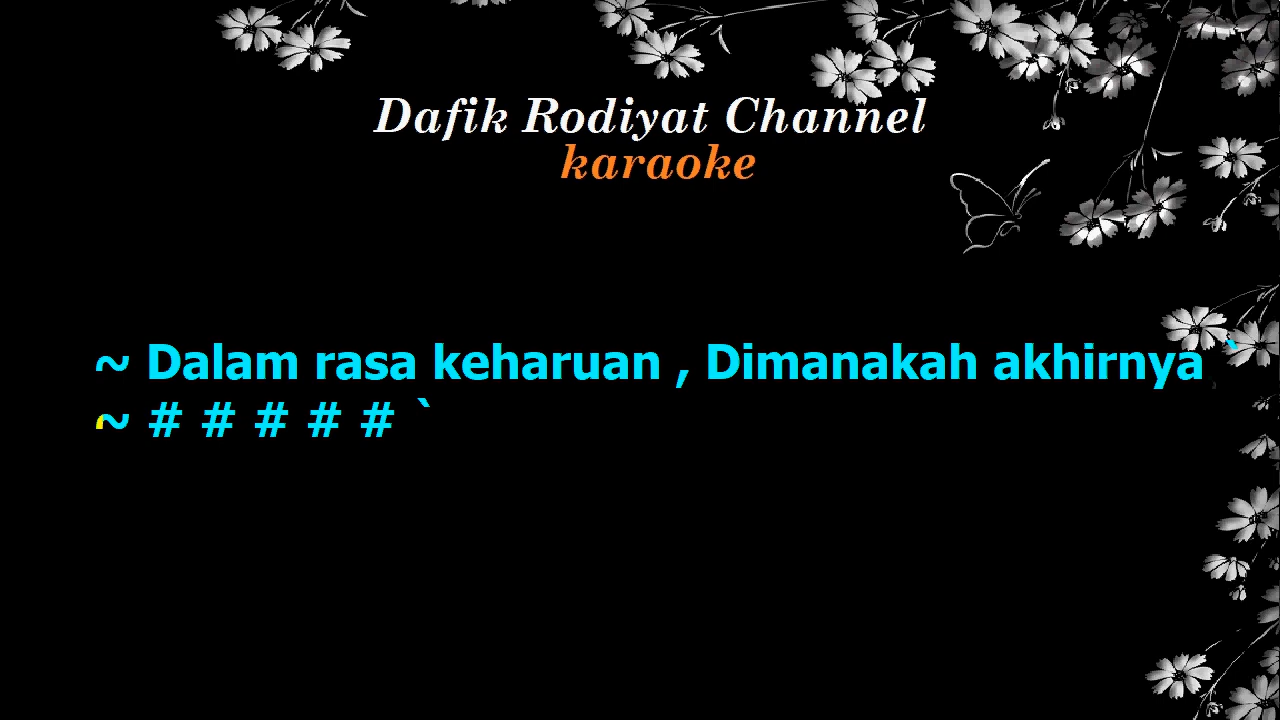 Dafik Rodiyat Channel
karaoke
~ Dalam rasa keharuan , Dimanakah akhirnya `
~ # # # # # `